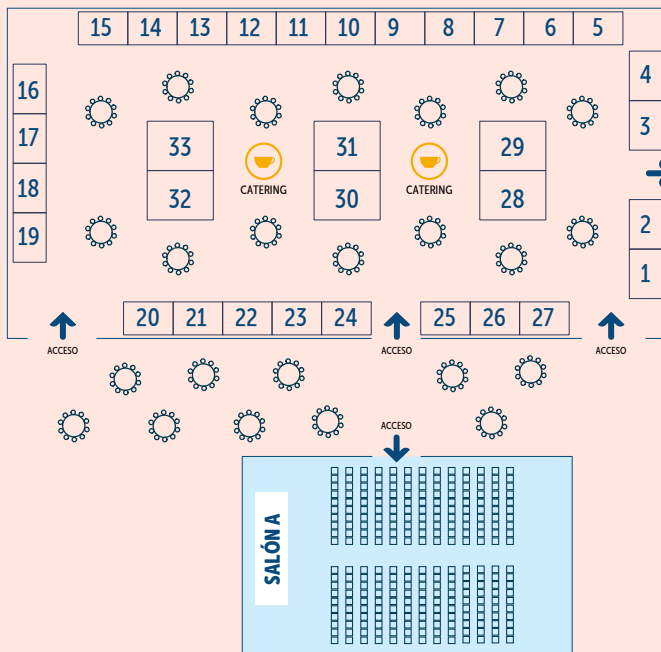 15 14 13 12 11 10 9 8 7 6 5
4
16
3
17
33
31
29
18
CATERING
CATERING
32
30
28
19
2
1
20 21 22 23 24
25 26 27
ACCESO
ACCESO
ACCESO
ACCESO
SALÓN A